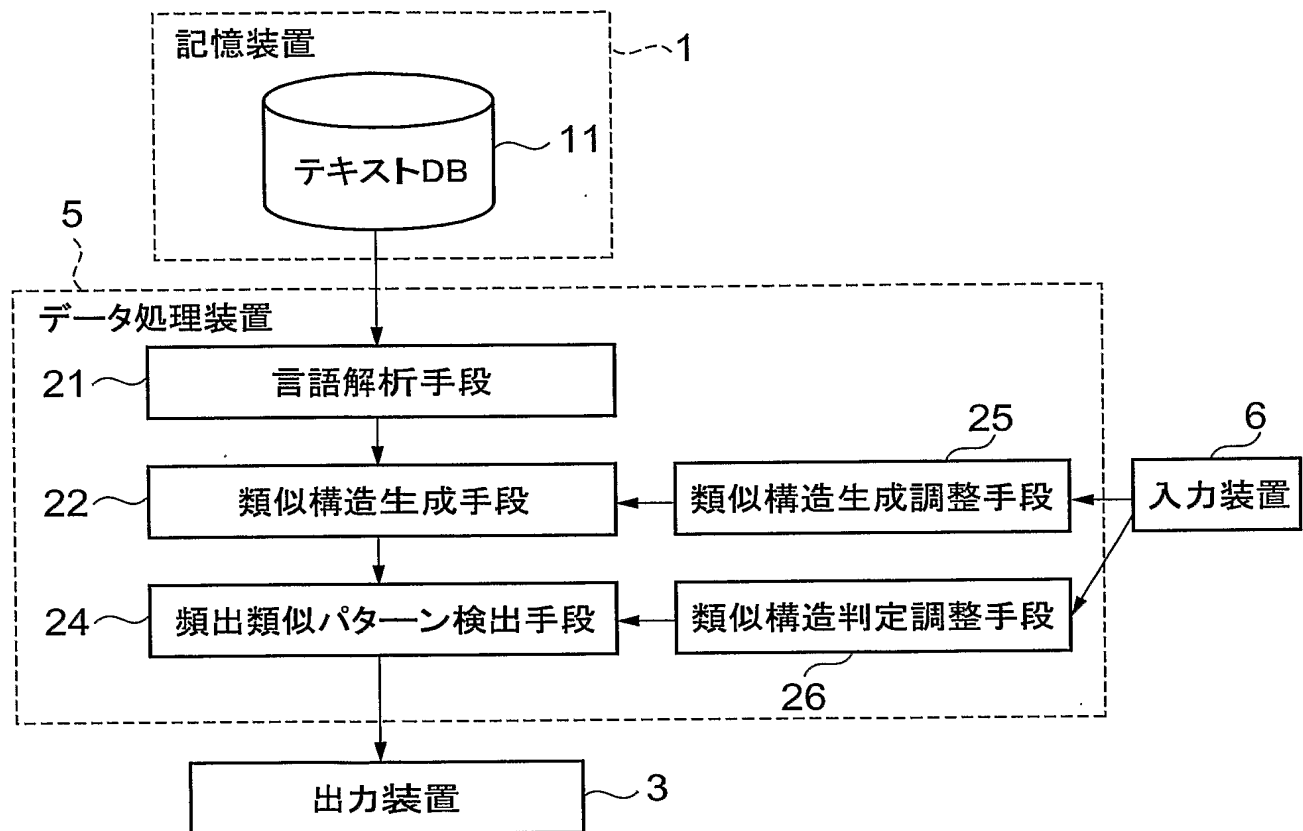 記憶装置
1
テキストDB
11
5
データ処理装置
21
言語解析手段
25
6
22
類似構造生成手段
類似構造生成調整手段
入力装置
24
頻出類似パターン検出手段
類似構造判定調整手段
26
出力装置
3